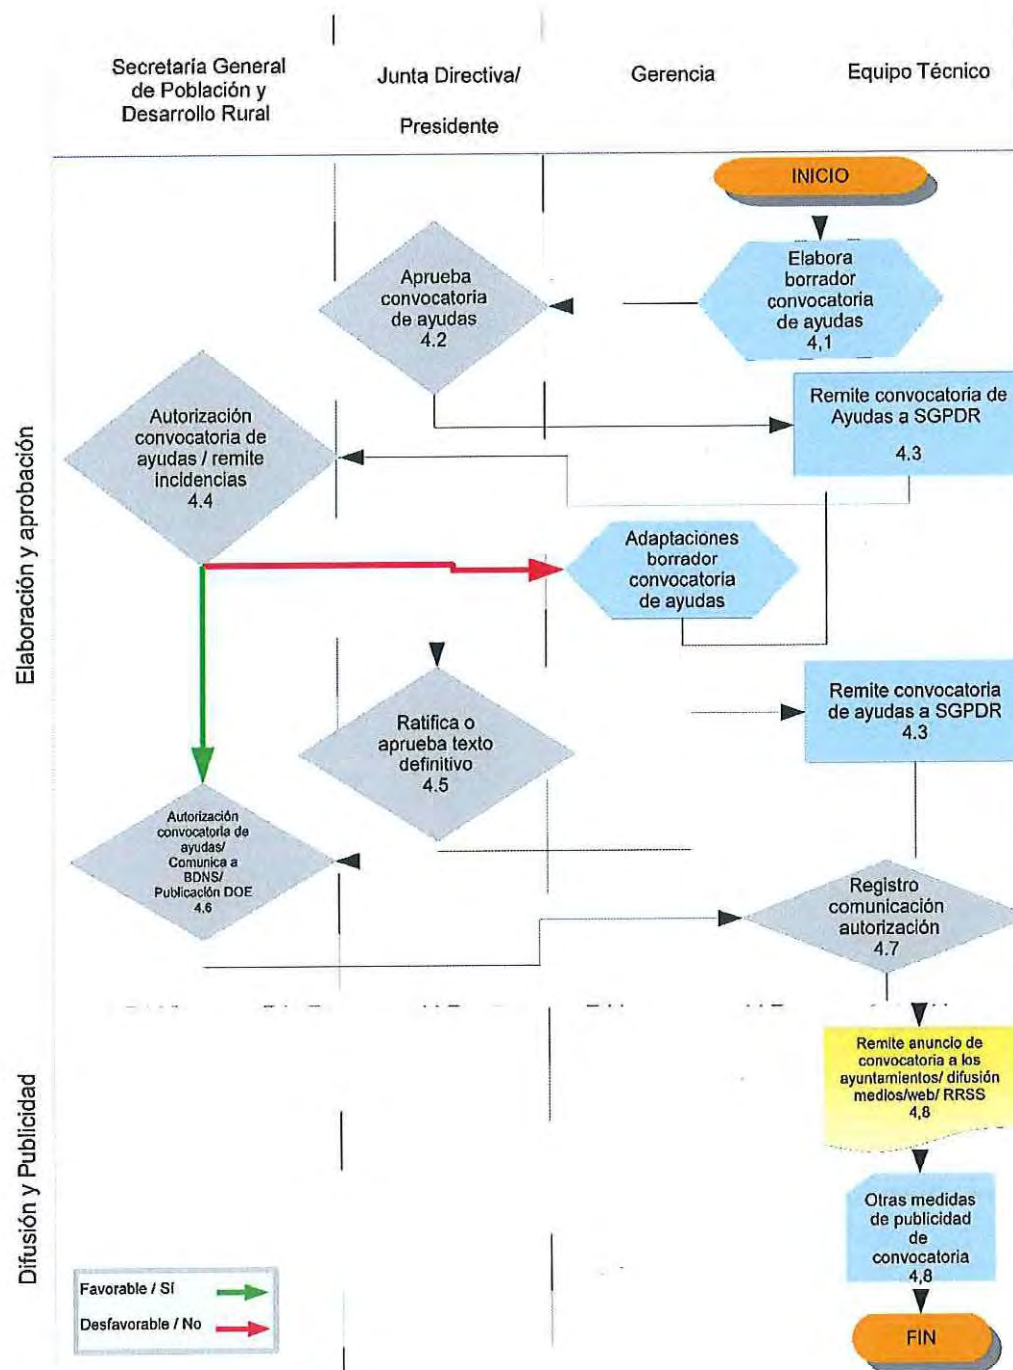 Secretaría General
de Población y
Desarrollo Rural
Junta Directiva/
Presidente
Gerencia
Equipo Técnico
INICIO
Elabora
borrador
convocatoria
de ayudas
4,1
Aprueba
convocatoria
de ayudas
4.2
Remite convocatoria de
Ayudas a SGPDR
4.3
Autorización
convocatoria de
ayudas / remite
incidencias
4.4
Elaboración y aprobación
Adaptaciones
borrador
convocatoria
de ayudas
Remite convocatoria
de ayudas a SGPDR
4.3
Ratifica o
aprueba texto
definitivo
4.5
Autorización
convocatoria de
ayudas/
Comunica a
BDNS/
Publicación DOE
4.6
Registro
comunicación
autorización
4.7
Difusión y Publicidad
Remite anuncio de
convocatoria a los
ayuntamientos/ difusión
medios/web/ RRSS
4,8
Otras medidas
de publicidad
de
convocatoria
4,8
Favorable / Sí
Desfavorable / No
FIN